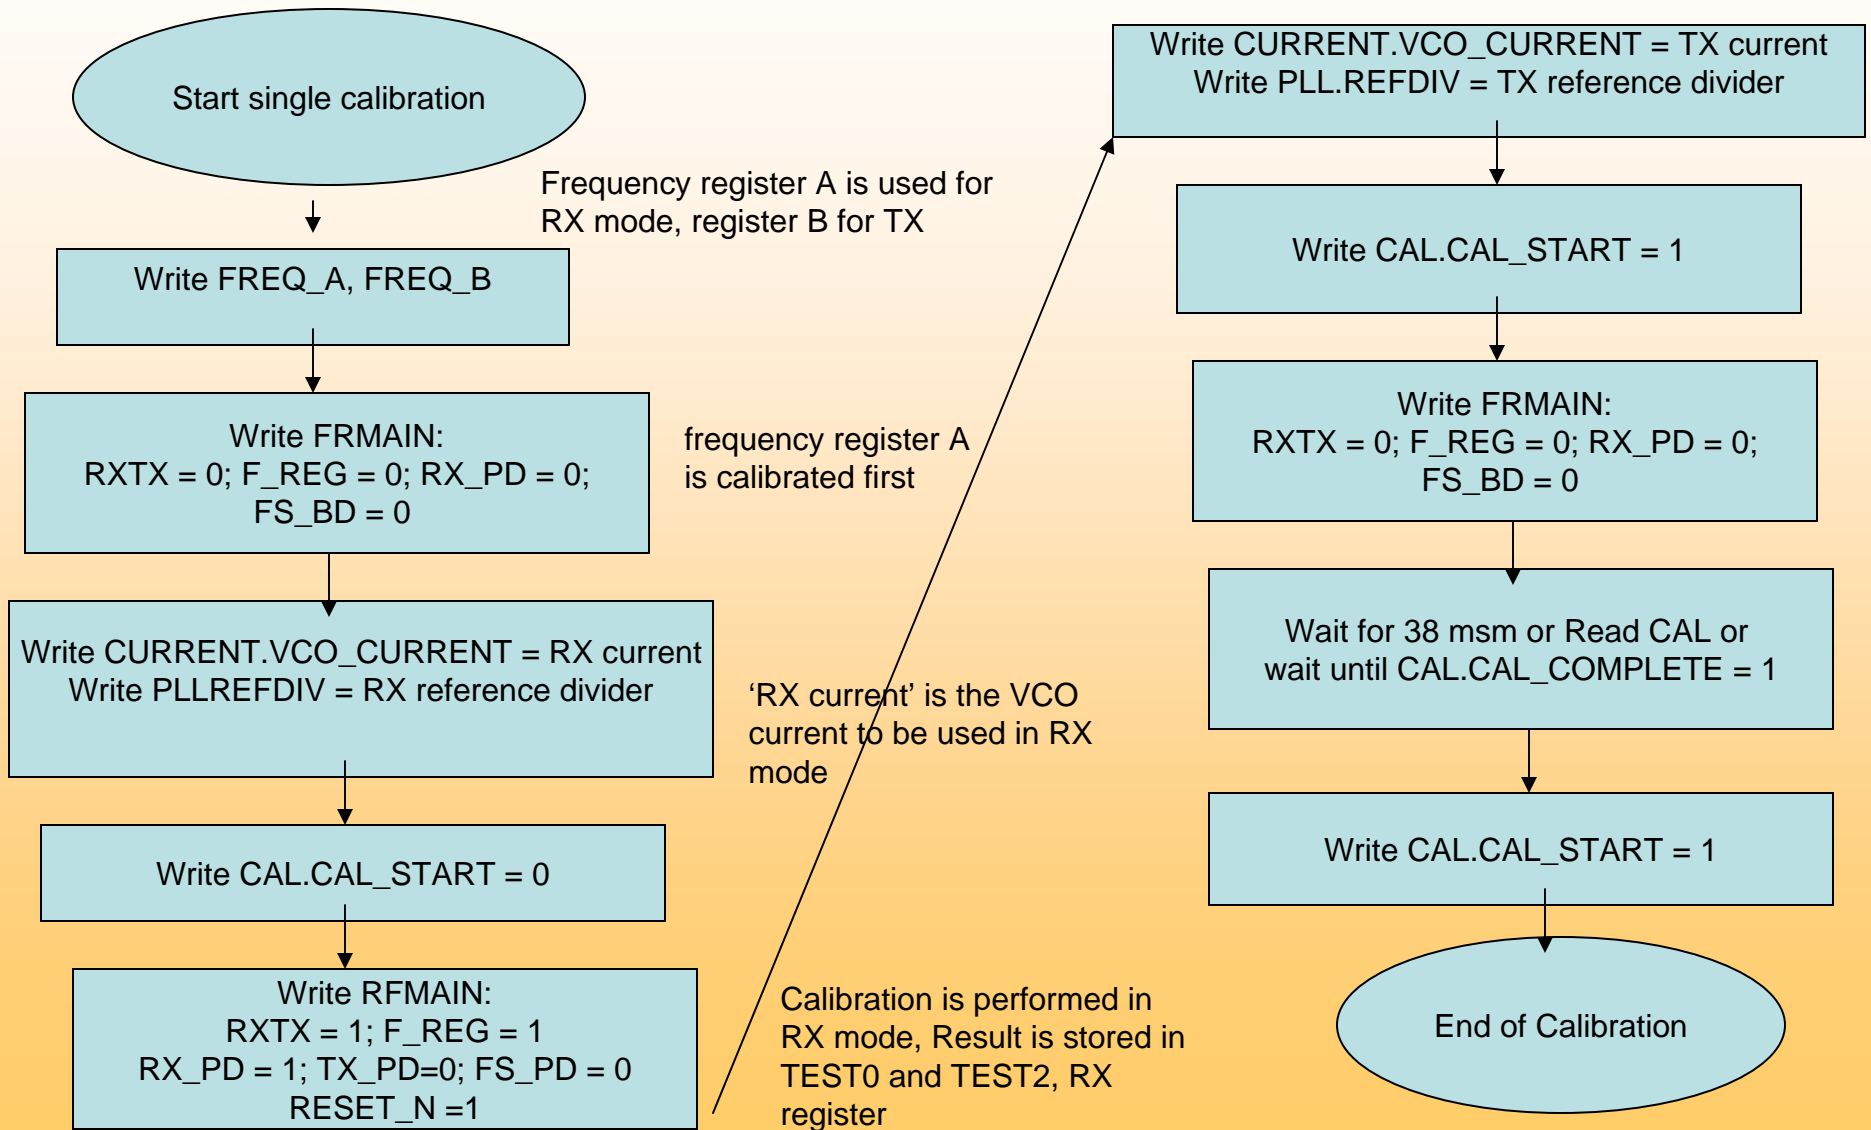 Start single calibration
Frequency register A is used for
RX mode, register B for TX
Write FREQ_A, FREQ_B
Write FRMAIN:
RXTX = 0; F_REG = 0; RX_PD = 0;
FS_BD = 0
frequency register A
is calibrated first
Write CURRENT.VCO_CURRENT = RX current
Write PLLREFDIV = RX reference divider
‘RX current’ is the VCO
current to be used in RX
mode
Write CAL.CAL_START = 0
Write RFMAIN:
RXTX = 1; F_REG = 1
RX_PD = 1; TX_PD=0; FS_PD = 0
RESET_N =1
Calibration is performed in
RX mode, Result is stored in
TEST0 and TEST2, RX
register
Write CURRENT.VCO_CURRENT = TX current
Write PLL.REFDIV = TX reference divider
Write CAL.CAL_START = 1
Write FRMAIN:
RXTX = 0; F_REG = 0; RX_PD = 0;
FS_BD = 0
Wait for 38 msm or Read CAL or
wait until CAL.CAL_COMPLETE = 1
Write CAL.CAL_START = 1
End of Calibration